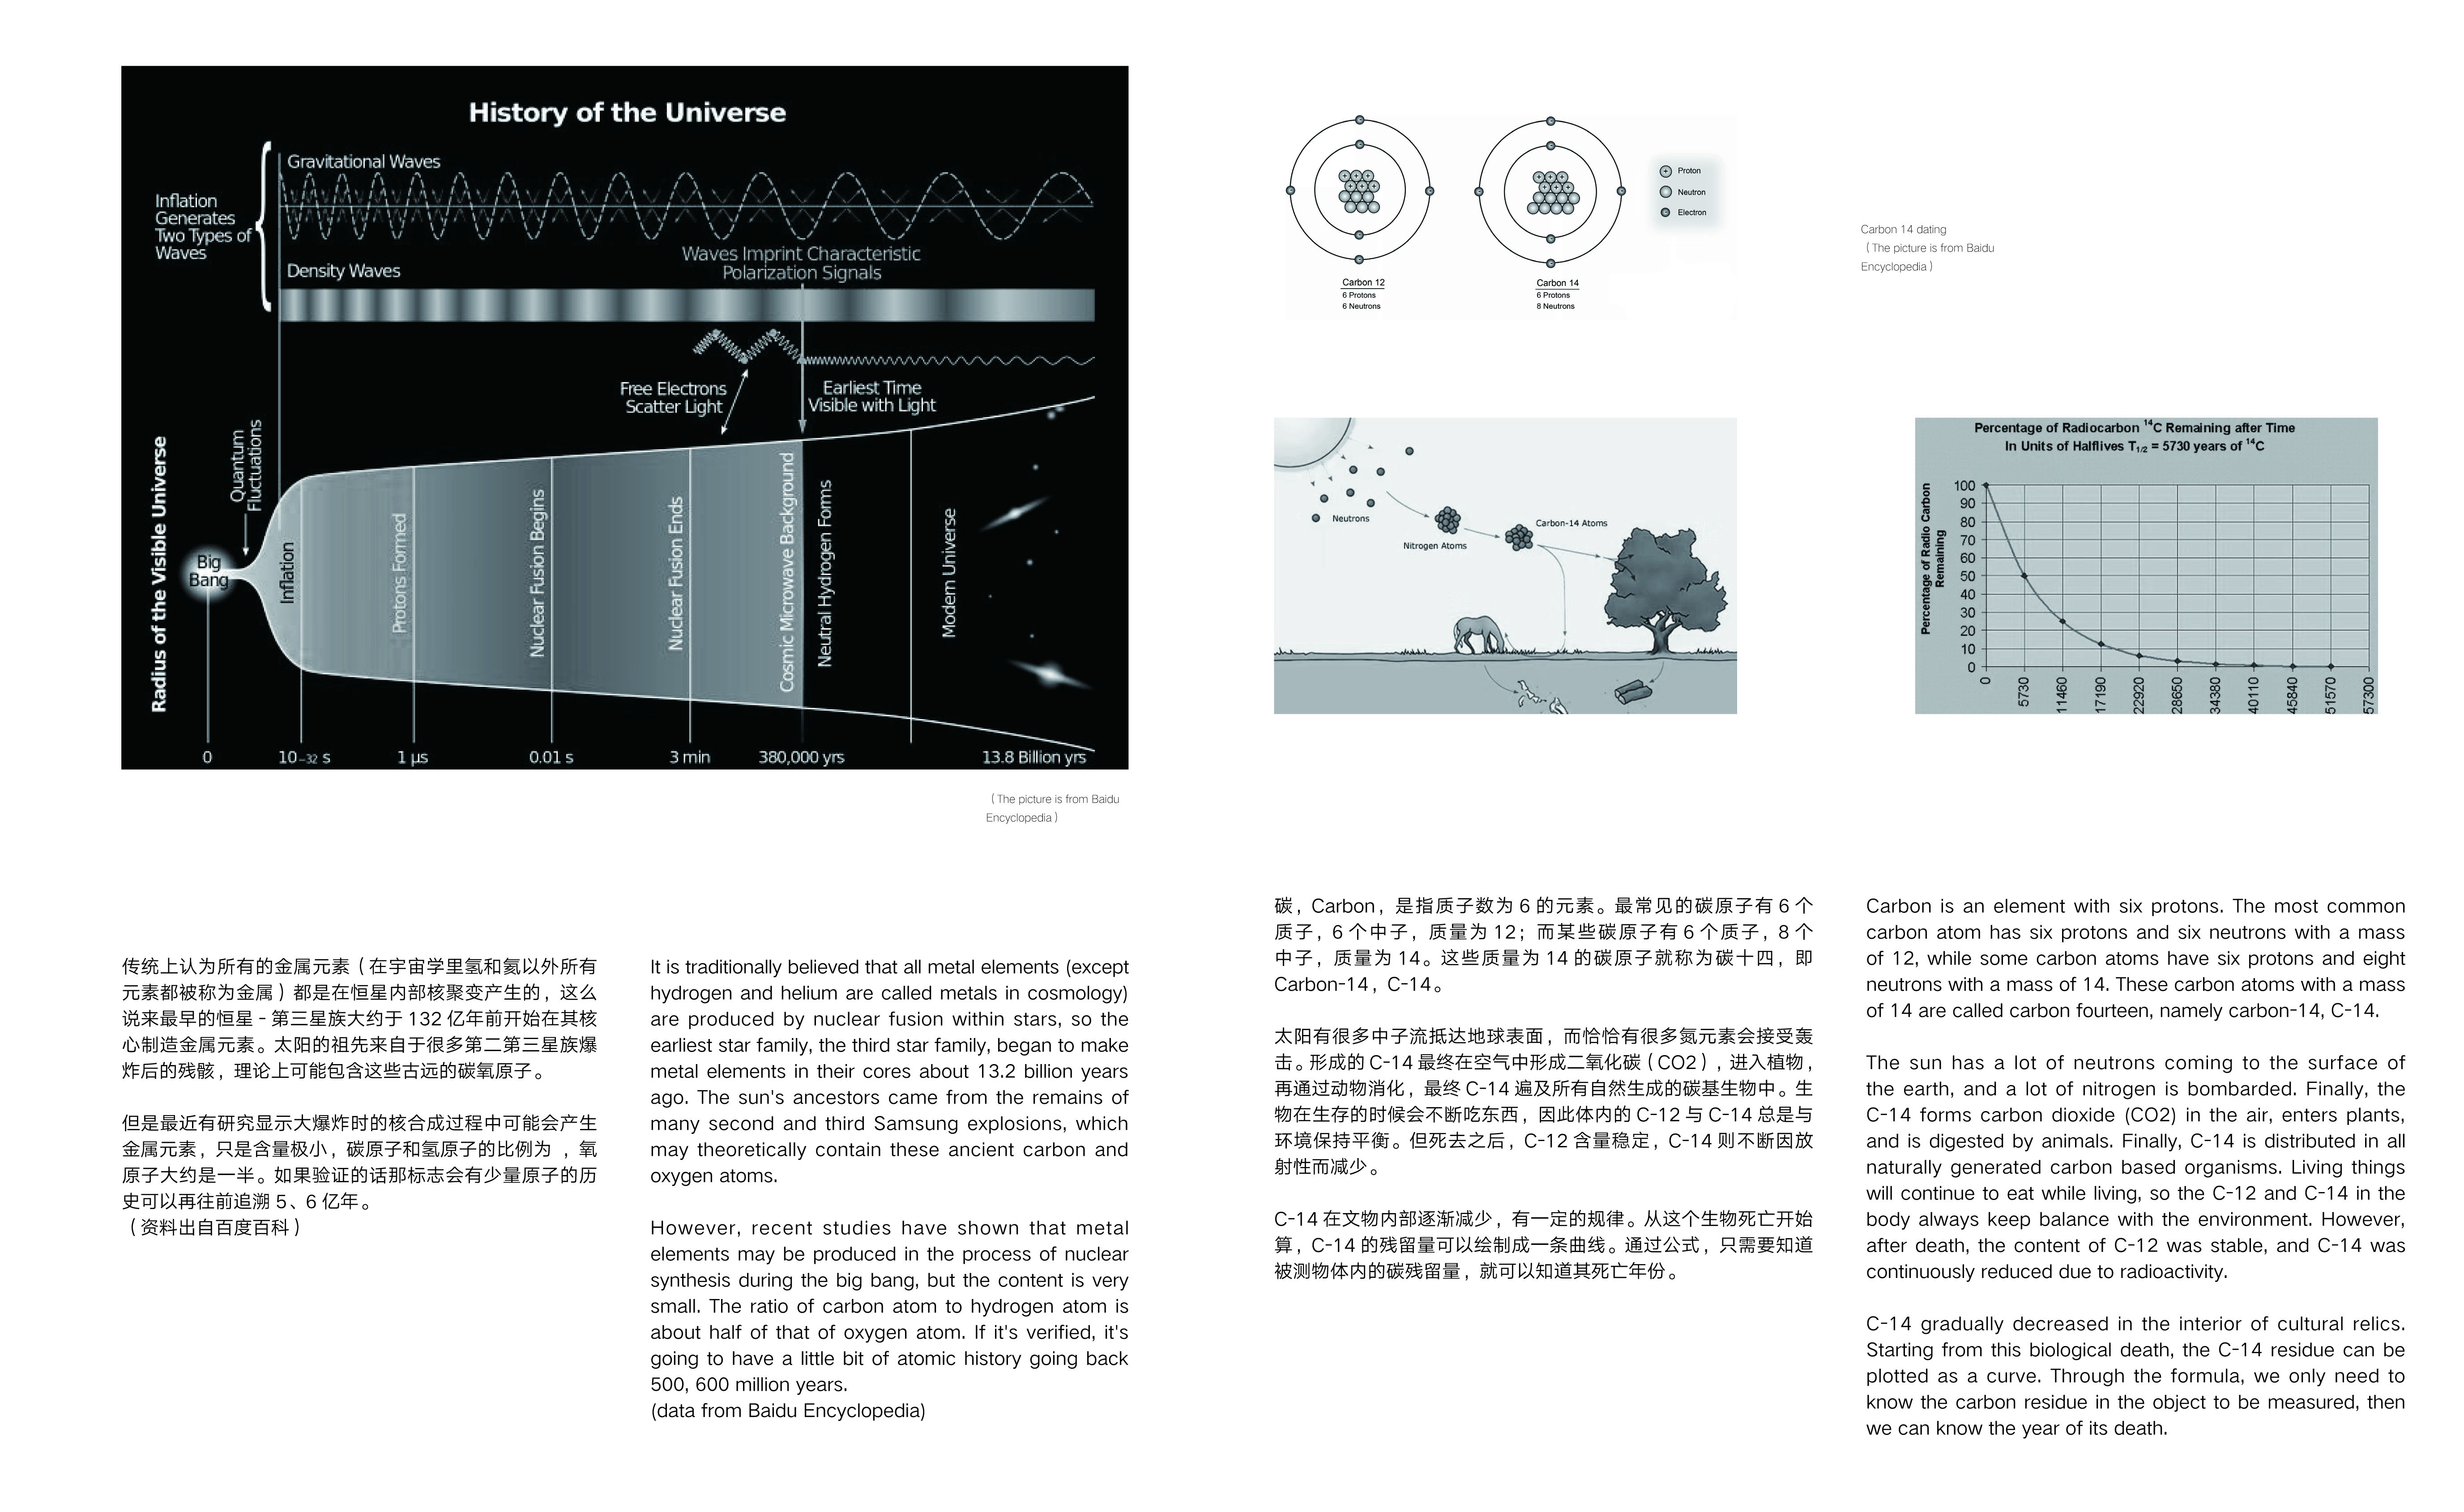 History of the Universe
Gravitational Waves
Inflation
Generates
Two Types of
Waves
Waves Imprint Characteristic
Polarization Signals
Density Waves
Free Electrons
Scatter Light
Earliest Time
Visible with Light
Radius of the Visible Universe
Quantum
Fluctuations
Big
Bang
Inflation
Protons Formed
Nuclear Fusion Begins
Nuclear Fusion Ends
Cosmic Microwave Background
Neutral Hydrogen Forms
Modern Universe
0
10−32 s
1 µs
0.01 s
3 min
380,000 yrs
13.8 Billion yrs
（The picture is from Baidu
Encyclopedia）
传统上认为所有的金属元素（在宇宙学里氢和氦以外所有
元素都被称为金属）都是在恒星内部核聚变产生的，这么
说来最早的恒星 - 第三星族大约于 132 亿年前开始在其核
心制造金属元素。太阳的祖先来自于很多第二第三星族爆
炸后的残骸，理论上可能包含这些古远的碳氧原子。
但是最近有研究显示大爆炸时的核合成过程中可能会产生
金属元素，只是含量极小，碳原子和氢原子的比例为 ，氧
原子大约是一半。如果验证的话那标志会有少量原子的历
史可以再往前追溯 5、6 亿年。
（资料出自百度百科）
It is traditionally believed that all metal elements (except
hydrogen and helium are called metals in cosmology)
are produced by nuclear fusion within stars, so the
earliest star family, the third star family, began to make
metal elements in their cores about 13.2 billion years
ago. The sun's ancestors came from the remains of
many second and third Samsung explosions, which
may theoretically contain these ancient carbon and
oxygen atoms.
However, recent studies have shown that metal
elements may be produced in the process of nuclear
synthesis during the big bang, but the content is very
small. The ratio of carbon atom to hydrogen atom is
about half of that of oxygen atom. If it's verified, it's
going to have a little bit of atomic history going back
500, 600 million years.
(data from Baidu Encyclopedia)
Proton
Neutron
Electron
Carbon 12
6 Protons
6 Neutrons
Carbon 14
6 Protons
8 Neutrons
Carbon 14 dating
（The picture is from Baidu
Encyclopedia）
Neutrons
Nitrogen Atoms
Carbon-14 Atoms
Percentage of Radiocarbon 14C Remaining after Time
In Units of Halflives T1/2 = 5730 years of 14C
Percentage of Radio Carbon
Remaining
100
90
80
70
60
50
40
30
20
10
0
0
5730
11460
17190
22920
28650
34380
40110
45840
51570
57300
碳，Carbon，是指质子数为 6 的元素。最常见的碳原子有 6 个
质子，6 个中子，质量为 12；而某些碳原子有 6 个质子，8 个
中子，质量为 14。这些质量为 14 的碳原子就称为碳十四，即
Carbon-14，C-14。
太阳有很多中子流抵达地球表面，而恰恰有很多氮元素会接受轰
击。形成的 C-14 最终在空气中形成二氧化碳（CO2），进入植物，
再通过动物消化，最终 C-14 遍及所有自然生成的碳基生物中。生
物在生存的时候会不断吃东西，因此体内的 C-12 与 C-14 总是与
环境保持平衡。但死去之后，C-12 含量稳定，C-14 则不断因放
射性而减少。
C-14 在文物内部逐渐减少，有一定的规律。从这个生物死亡开始
算，C-14 的残留量可以绘制成一条曲线。通过公式，只需要知道
被测物体内的碳残留量，就可以知道其死亡年份。
Carbon is an element with six protons. The most common
carbon atom has six protons and six neutrons with a mass
of 12, while some carbon atoms have six protons and eight
neutrons with a mass of 14. These carbon atoms with a mass
of 14 are called carbon fourteen, namely carbon-14, C-14.
The sun has a lot of neutrons coming to the surface of
the earth, and a lot of nitrogen is bombarded. Finally, the
C-14 forms carbon dioxide (CO2) in the air, enters plants,
and is digested by animals. Finally, C-14 is distributed in all
naturally generated carbon based organisms. Living things
will continue to eat while living, so the C-12 and C-14 in the
body always keep balance with the environment. However,
after death, the content of C-12 was stable, and C-14 was
continuously reduced due to radioactivity.
C-14 gradually decreased in the interior of cultural relics.
Starting from this biological death, the C-14 residue can be
plotted as a curve. Through the formula, we only need to
know the carbon residue in the object to be measured, then
we can know the year of its death.